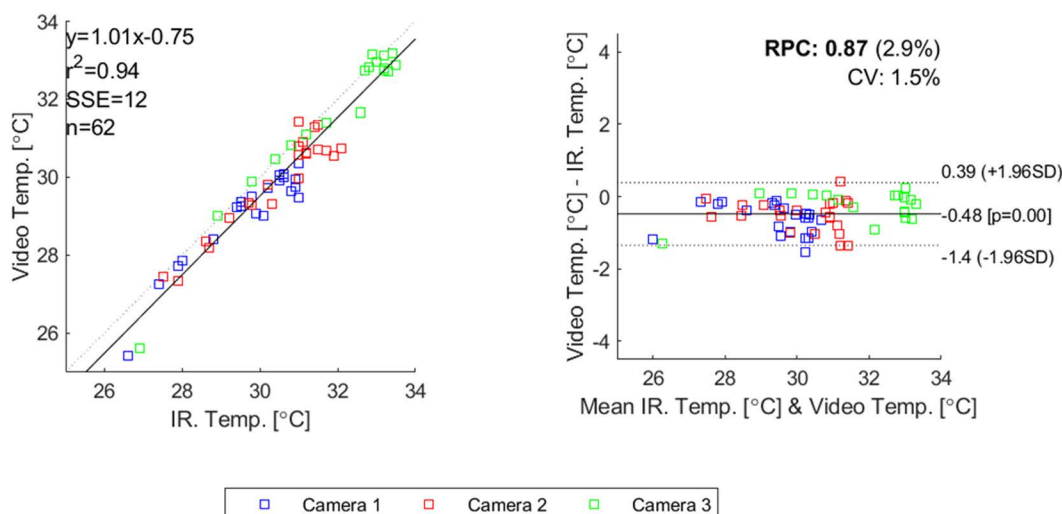 34
32
30
28
26
Video Temp. [°C]
y=1.01x-0.75
r²=0.94
SSE=12
n=62
26 28 30 32 34
IR. Temp. [°C]
4
2
0
-2
-4
Video Temp. [°C] - IR. Temp. [°C]
RPC: 0.87 (2.9%)
CV: 1.5%
0.39 (+1.96SD)
-0.48 [p=0.00]
-1.4 (-1.96SD)
26 28 30 32 34
Mean IR. Temp. [°C] & Video Temp. [°C]
Camera 1 Camera 2 Camera 3